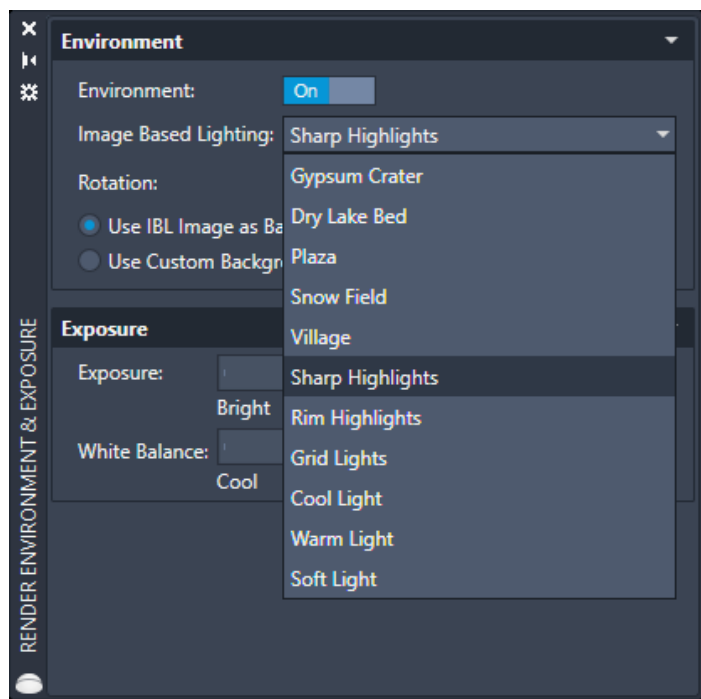 Environment
Environment:
On
Image Based Lighting:
Sharp Highlights
Gypsum Crater
Rotation:
Dry Lake Bed
Use IBL Image as Ba
Plaza
Use Custom Backgr
Snow Field
Village
Exposure
Sharp Highlights
Exposure:
Bright
Rim Highlights
White Balance:
Grid Lights
Cool
Cool Light
Warm Light
Soft Light
RENDER ENVIRONMENT & EXPOSURE